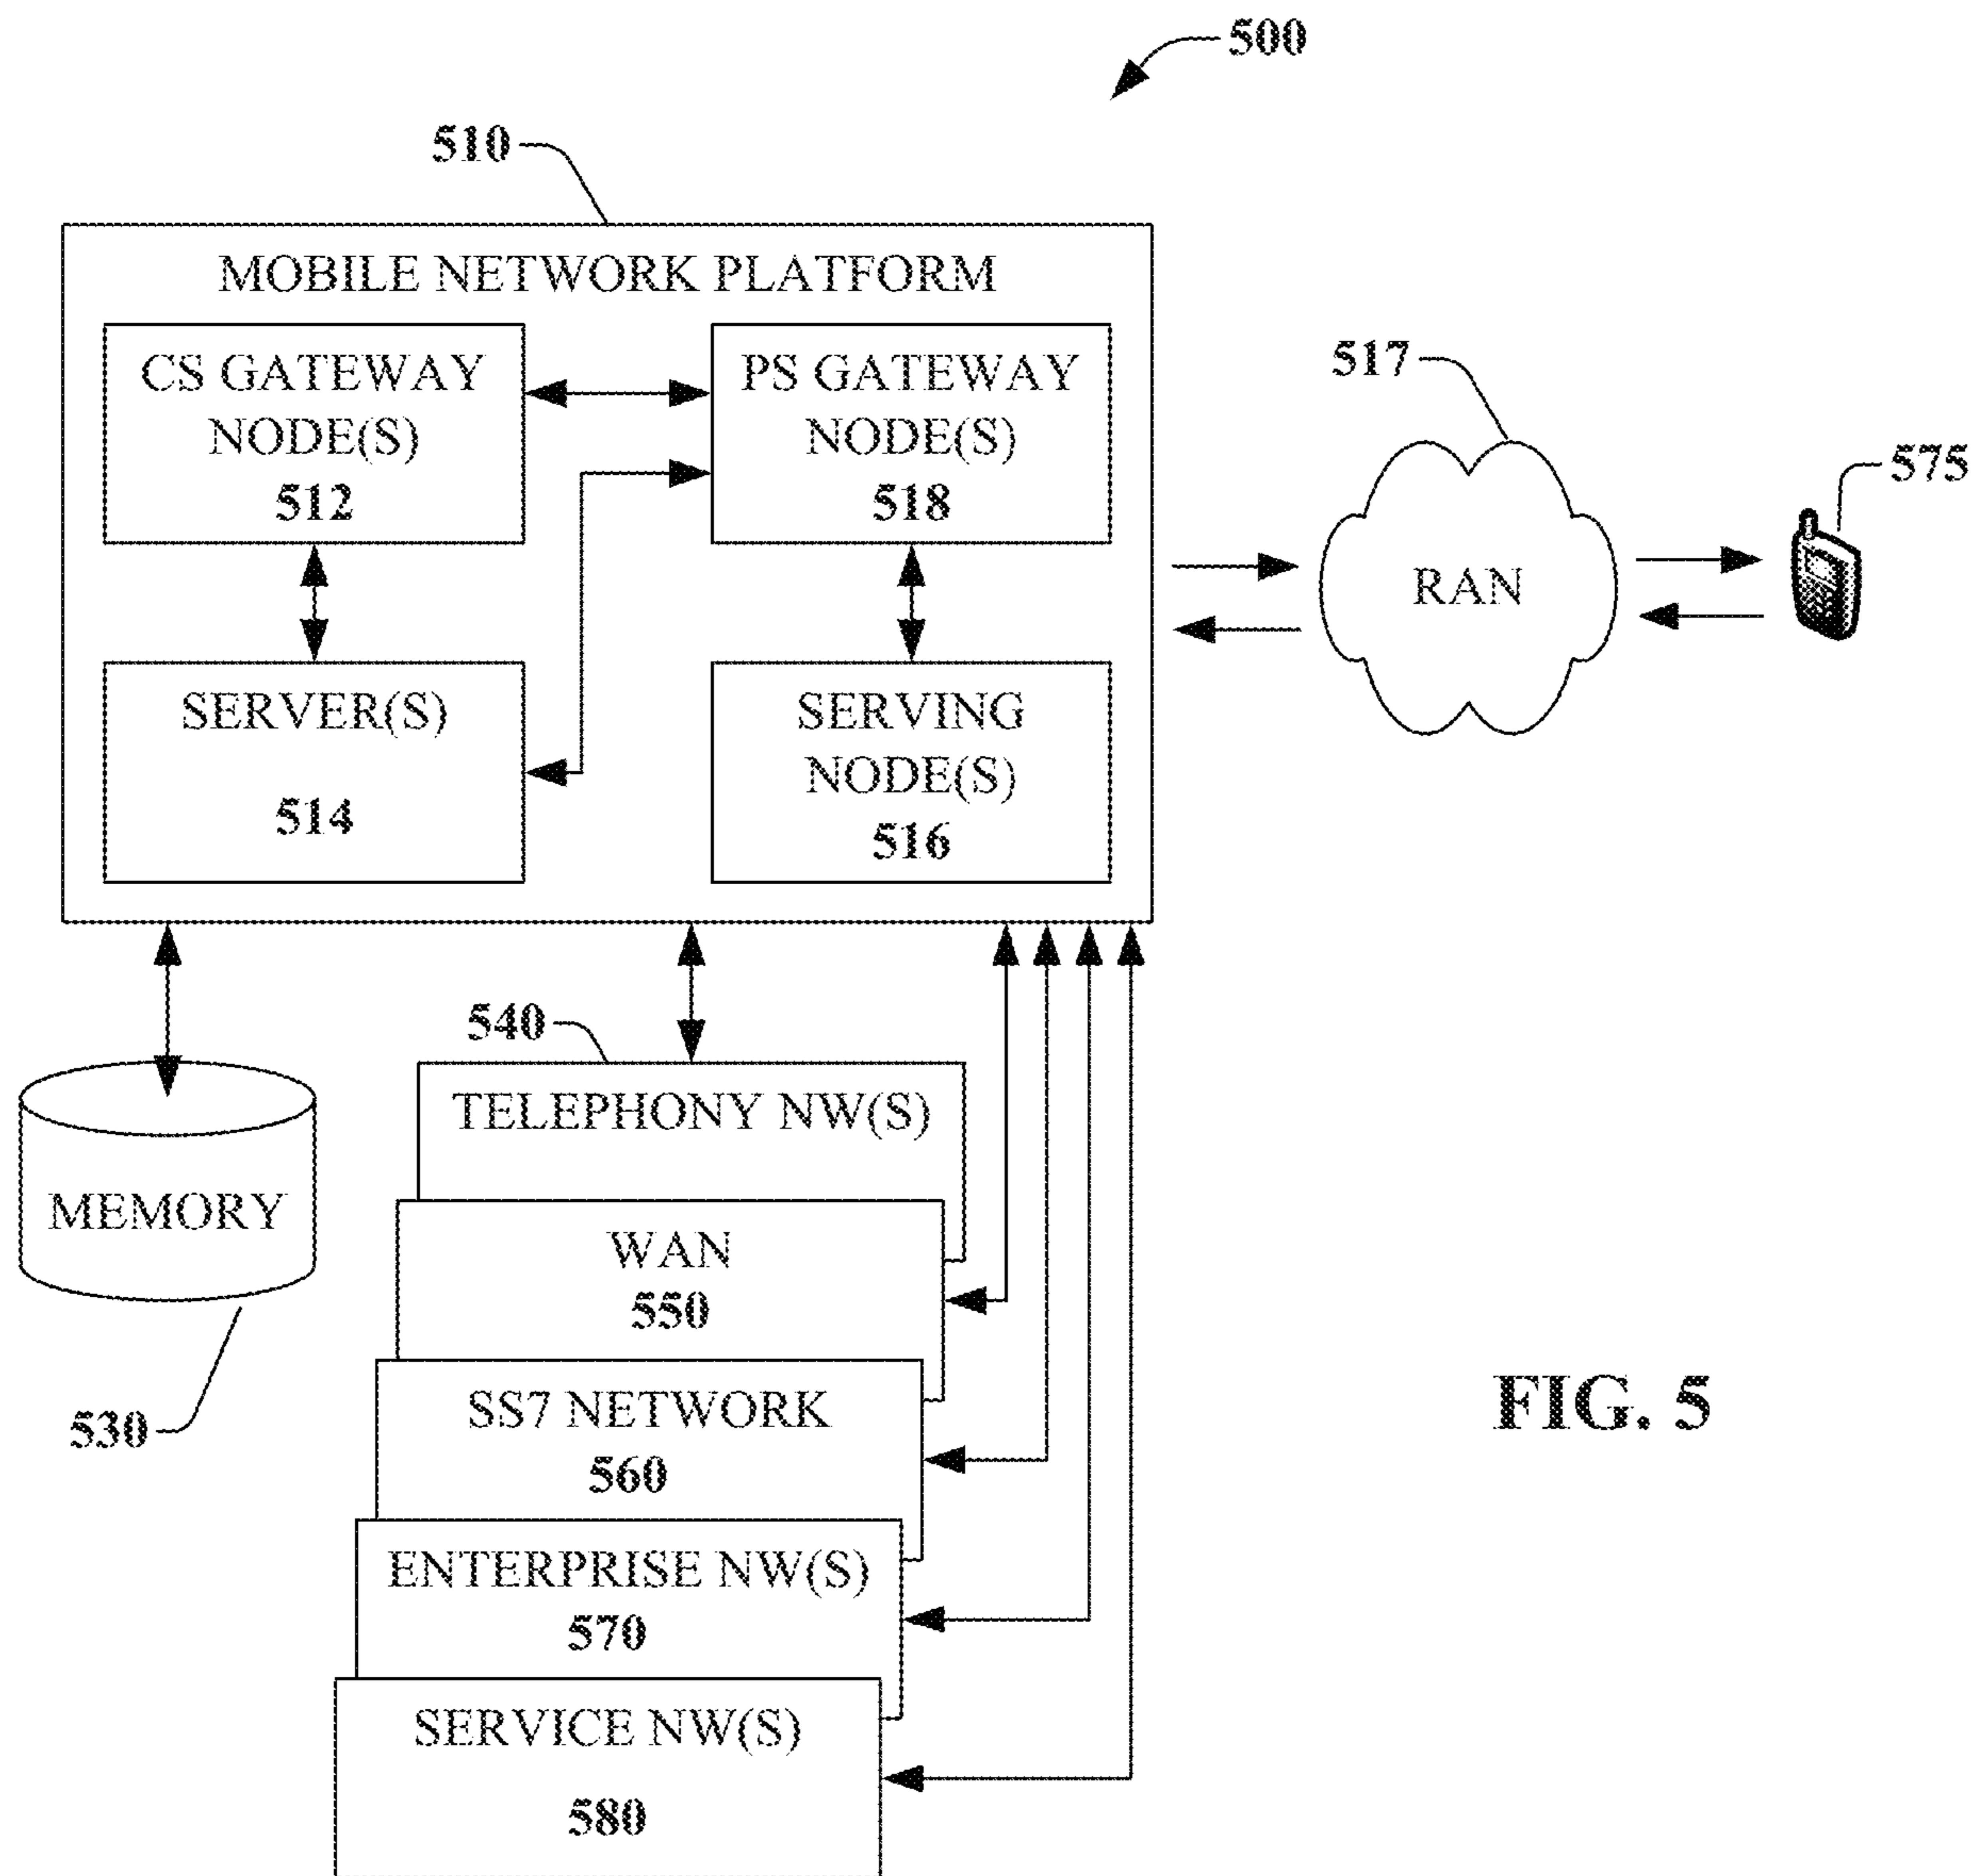 500
510
MOBILE NETWORK PLATFORM
CS GATEWAY
NODE(S)
512
PS GATEWAY
NODE(S)
518
517
575
RAN
SERVER(S)
514
SERVING
NODE(S)
516
540
TELEPHONY NW(S)
MEMORY
530
WAN
550
SS7 NETWORK
560
ENTERPRISE NW(S)
570
SERVICE NW(S)
580
FIG. 5